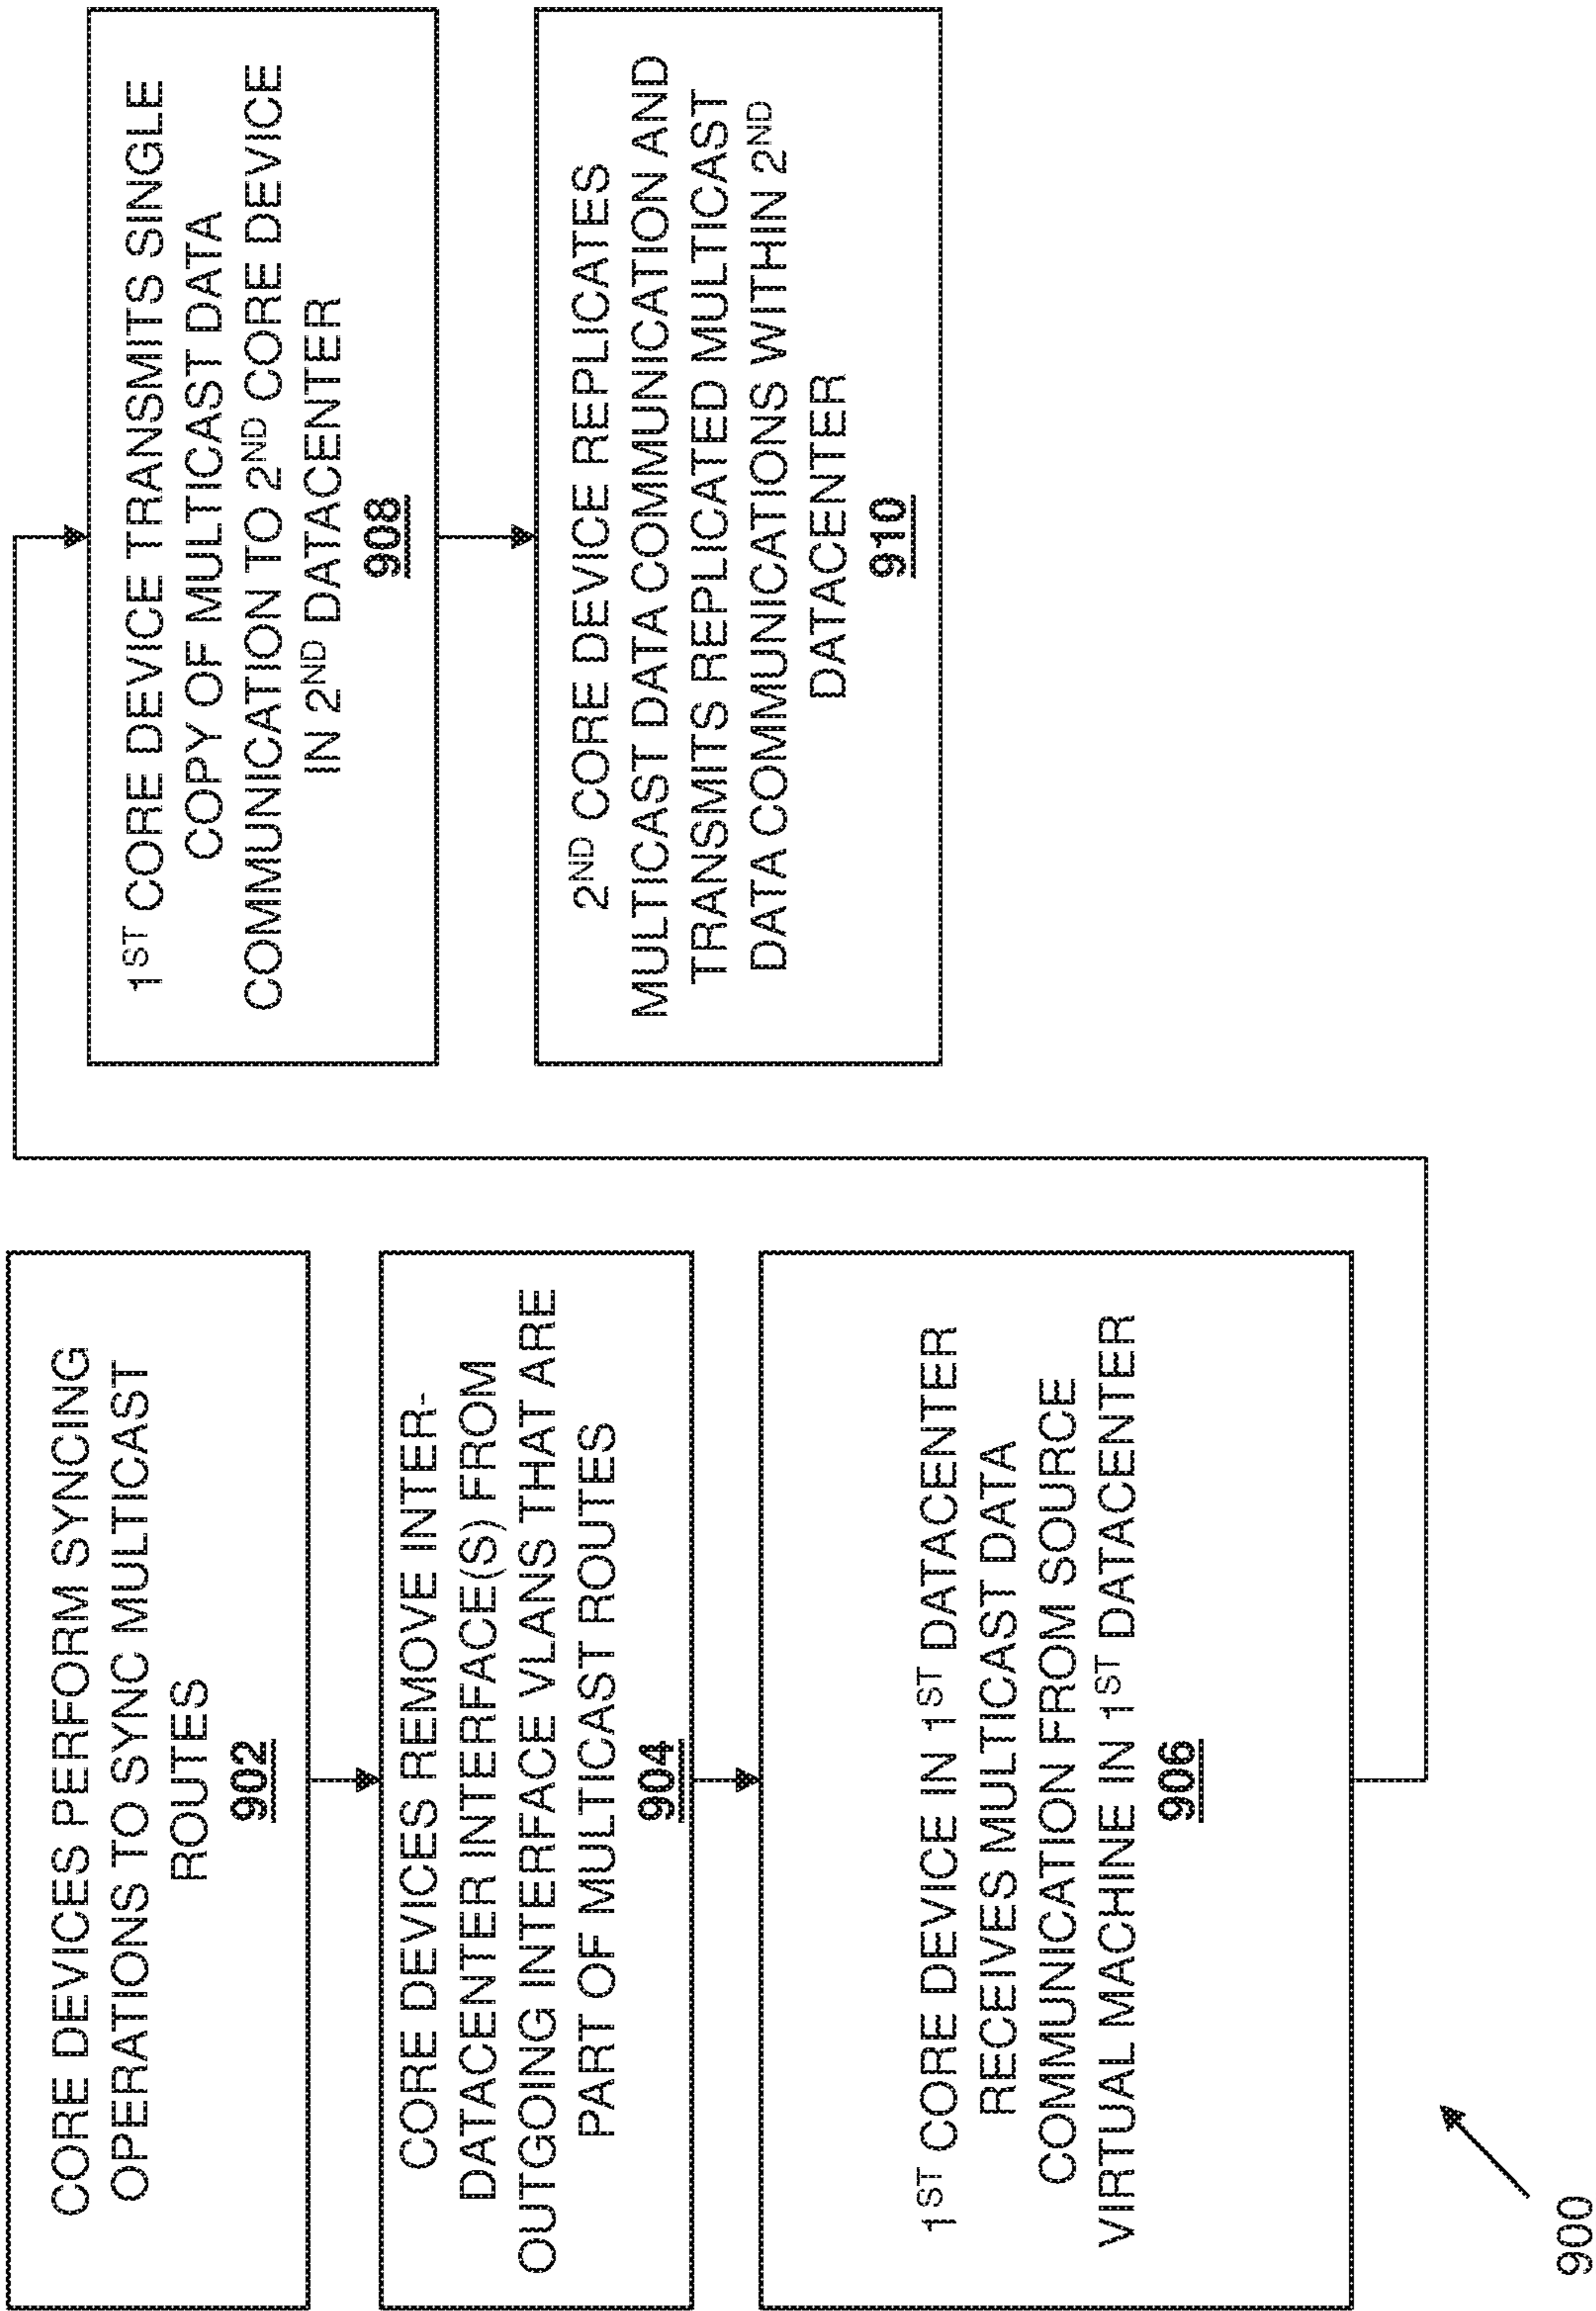 CORE DEVICES PERFORM SYNCING
OPERATIONS TO SYNC MULTICAST
ROUTES
902
CORE DEVICES REMOVE INTER-
DATACENTER INTERFACE(S) FROM
OUTGOING INTERFACE VLANS THAT ARE
PART OF MULTICAST ROUTES
904
1ST CORE DEVICE IN 1ST DATACENTER
RECEIVES MULTICAST DATA
COMMUNICATION FROM SOURCE
VIRTUAL MACHINE IN 1ST DATACENTER
906
1ST CORE DEVICE TRANSMITS SINGLE
COPY OF MULTICAST DATA
COMMUNICATION TO 2ND CORE DEVICE
IN 2ND DATACENTER
908
2ND CORE DEVICE REPLICATES
MULTICAST DATA COMMUNICATION AND
TRANSMITS REPLICATED MULTICAST
DATA COMMUNICATIONS WITHIN 2ND
DATACENTER
910
900